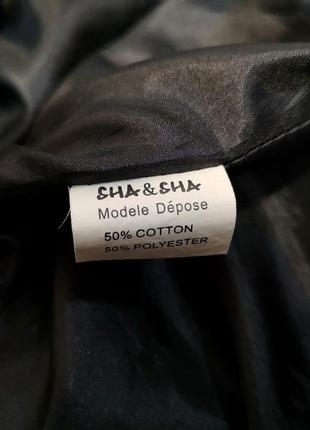 SHA&SHA
Modele Dépose
50% COTTON
50% POLYESTER